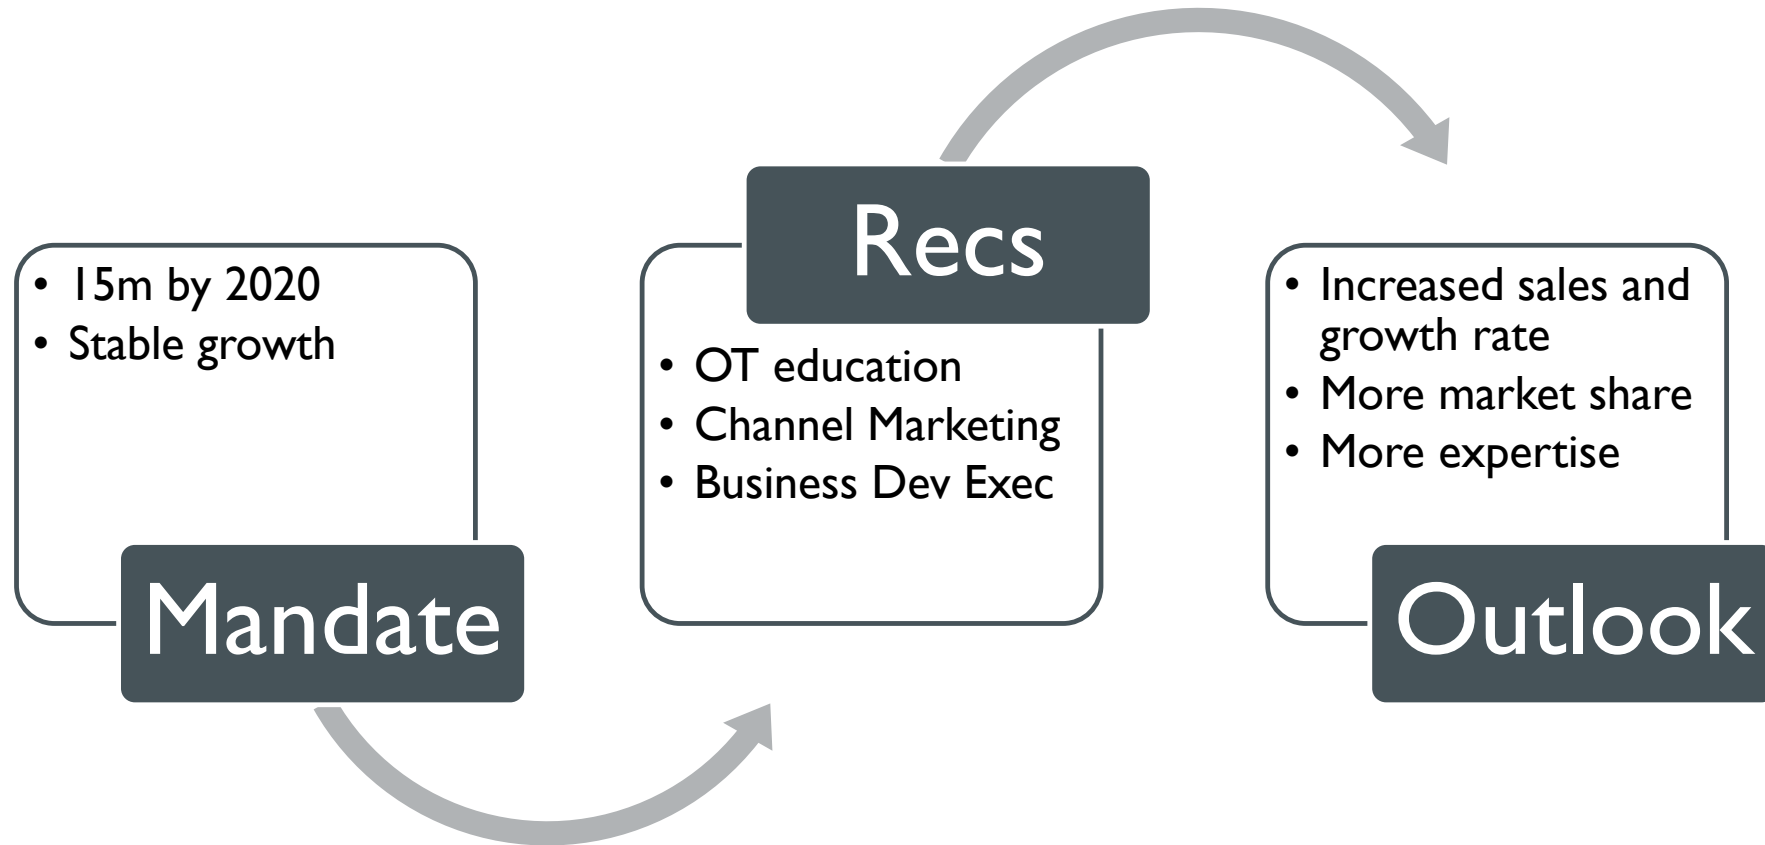 • 15m by 2020
• Stable growth
Mandate
Recs
• OT education
• Channel Marketing
• Business Dev Exec
• Increased sales and
growth rate
• More market share
• More expertise
Outlook